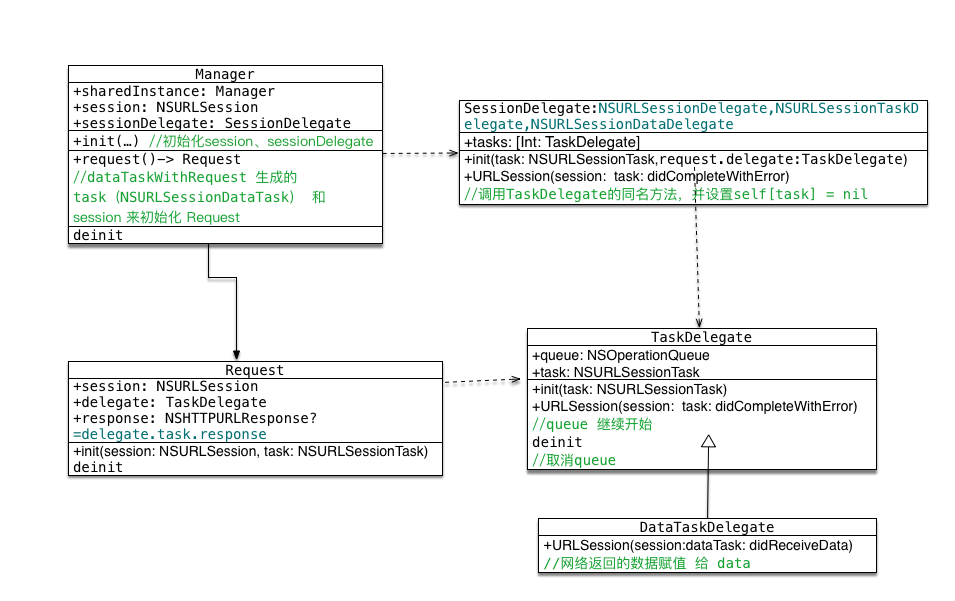 Manager
+sharedInstance: Manager
+session: NSURLSession
+sessionDelegate: SessionDelegate
+init(…) //初始化session、sessionDelegate
+request()-> Request
//dataTaskWithRequest 生成的
task（NSURLSessionDataTask） 和
session 来初始化 Request
deinit
SessionDelegate:NSURLSessionDelegate,NSURLSessionTaskD
elegate,NSURLSessionDataDelegate
+tasks: [Int: TaskDelegate]
+init(task: NSURLSessionTask,request.delegate:TaskDelegate)
+URLSession(session: task: didCompleteWithError)
//调用TaskDelegate的同名方法，并设置self[task] = nil
Request
+session: NSURLSession
+delegate: TaskDelegate
+response: NSHTTPURLResponse?
=delegate.task.response
+init(session: NSURLSession, task: NSURLSessionTask)
deinit
TaskDelegate
+queue: NSOperationQueue
+task: NSURLSessionTask
+init(task: NSURLSessionTask)
+URLSession(session: task: didCompleteWithError)
//queue 继续开始
deinit
//取消queue
DataTaskDelegate
+URLSession(session:dataTask: didReceiveData)
//网络返回的数据赋值 给 data